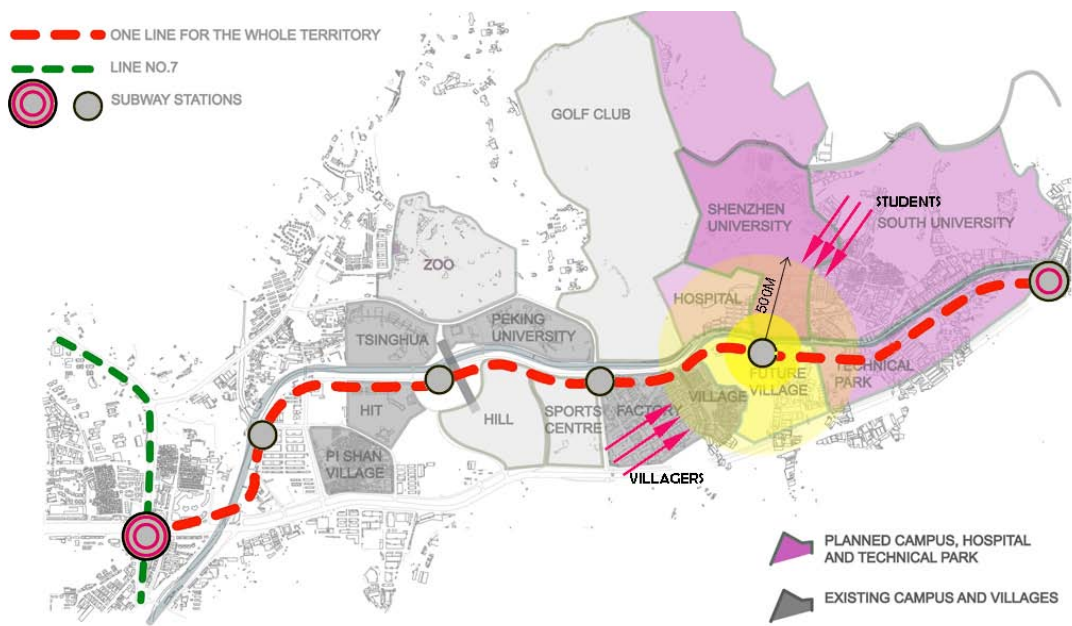 ONE LINE FOR THE WHOLE TERRITORY
LINE NO.7
SUBWAY STATIONS
GOLF CLUB
STUDENTS
SHENZHEN
UNIVERSITY
SOUTH UNIVERSITY
ZOO
HOSPITAL
500M
PEKING
UNIVERSITY
TSINGHUA
FUTURE
VILLAGE
TECHNICAL
PARK
VILLAGE
HIT
HILL
SPORTS
CENTRE
FACTORY
PI SHAN
VILLAGE
VILLAGERS
PLANNED CAMPUS, HOSPITAL
AND TECHNICAL PARK
EXISTING CAMPUS AND VILLAGES